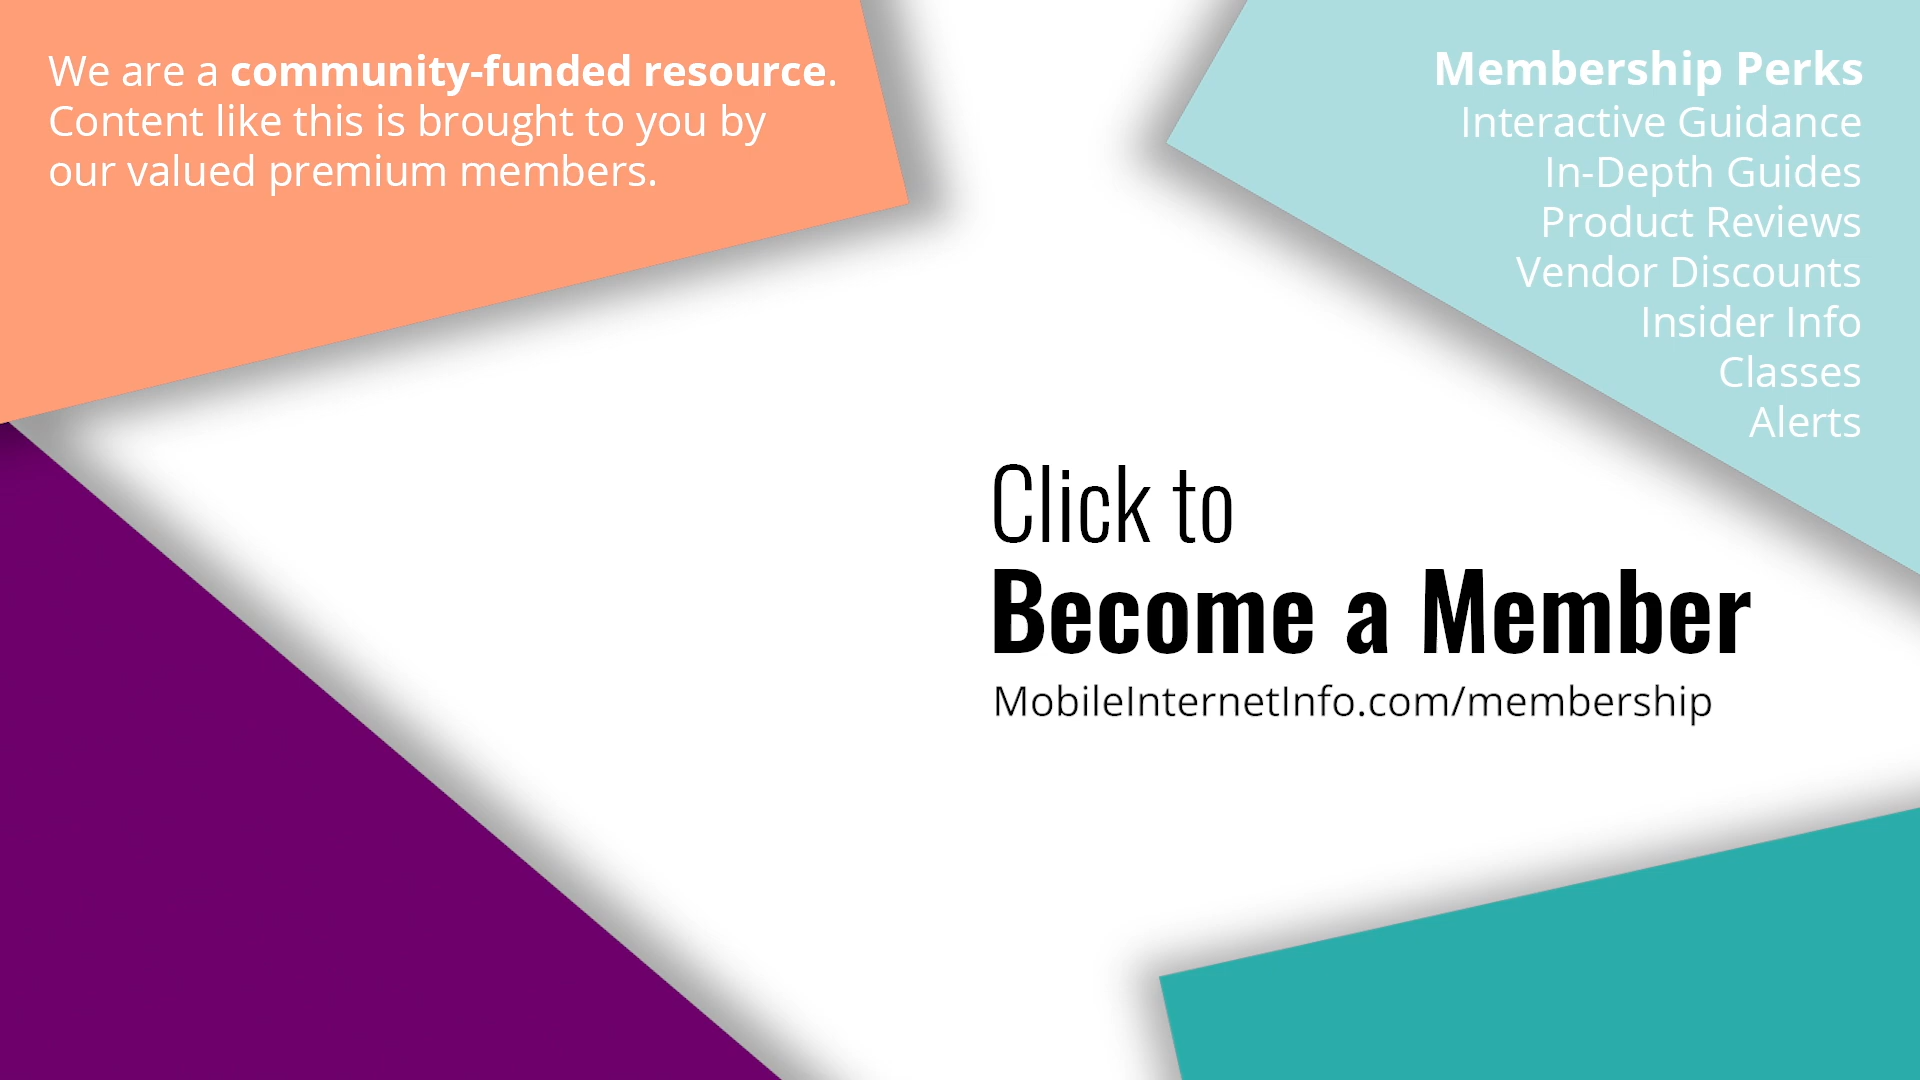 We are a community-funded resource.
Content like this is brought to you by
our valued premium members.
Membership Perks
Interactive Guidance
In-Depth Guides
Product Reviews
Vendor Discounts
Insider Info
Classes
Alerts
Click to
Become a Member
MobileInternetInfo.com/membership